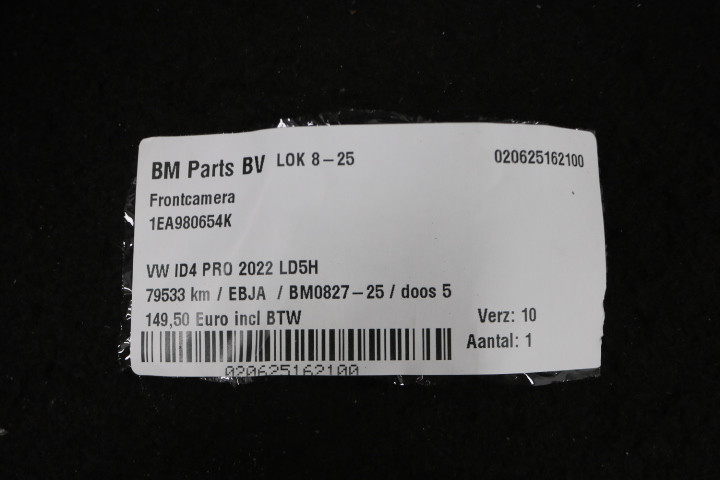 BM Parts BV LOK 8-25 020625162100
Frontcamera
1EA980654K
VW ID4 PRO 2022 LD5H
79533 km / EBJA / BM0827-25 / doos 5
149,50 Euro incl BTW Verz: 10
Aantal: 1
020625162100